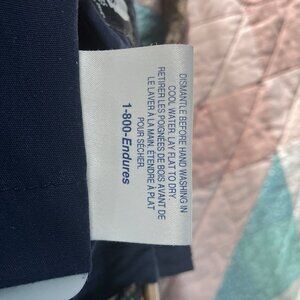 DISMANTLE BEFORE HAND WASHING IN
COOL WATER. LAY FLAT TO DRY.
RETIRER LES POIGNÉES DE BOIS AVANT DE
LE LAVER À LA MAIN, ETENDRE À PLAT
POUR SÉCHER.
1-800-Endures